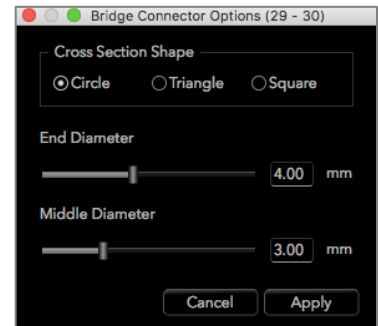 Bridge Connector Options (29 - 30)
Cross Section Shape
Circle Triangle Square
End Diameter
4.00 mm
Middle Diameter
3.00 mm
Cancel Apply